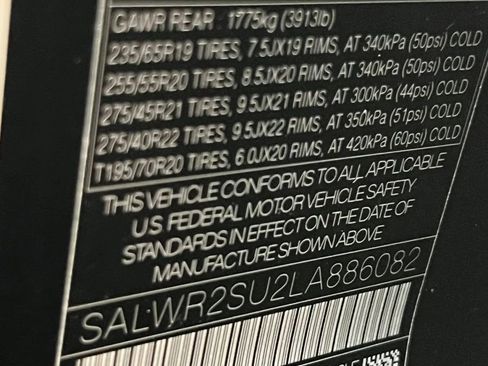 GAWR REAR 1775kg (3913lb)
235/65R19 TIRES, 7.5JX19 RIMS, AT 340kPa (50psi) COLD
255/55R20 TIRES, 8.5JX20 RIMS, AT 340kPa (50psi) COLD
275/45R21 TIRES, 9.5JX21 RIMS, AT 300kPa (44psi) COLD
275/40R22 TIRES, 9.5JX22 RIMS, AT 350kPa (51psi) COLD
T195/70R20 TIRES, 6.0JX20 RIMS, AT 420kPa (60psi) COLD
THIS VEHICLE CONFORMS TO ALL APPLICABLE
U.S. FEDERAL MOTOR VEHICLE SAFETY
STANDARDS IN EFFECT ON THE DATE OF
MANUFACTURE SHOWN ABOVE
SALWR2SU2LA886082